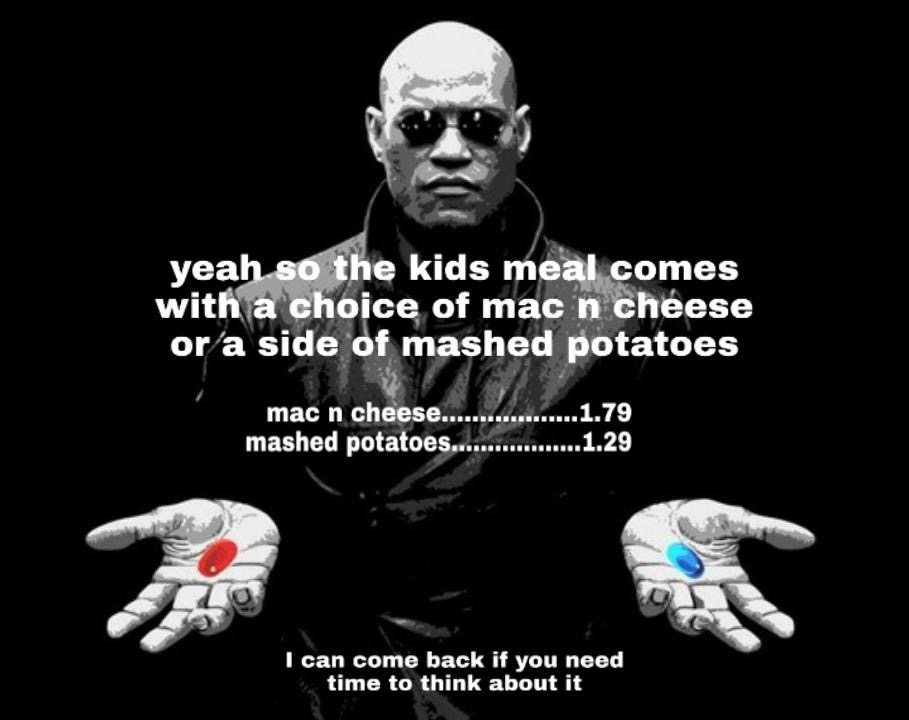 yeah so the kids meal comes
with a choice of mac n cheese
or a side of mashed potatoes
mac n cheese...................1.79
mashed potatoes..................1.29
I can come back if you need
time to think about it